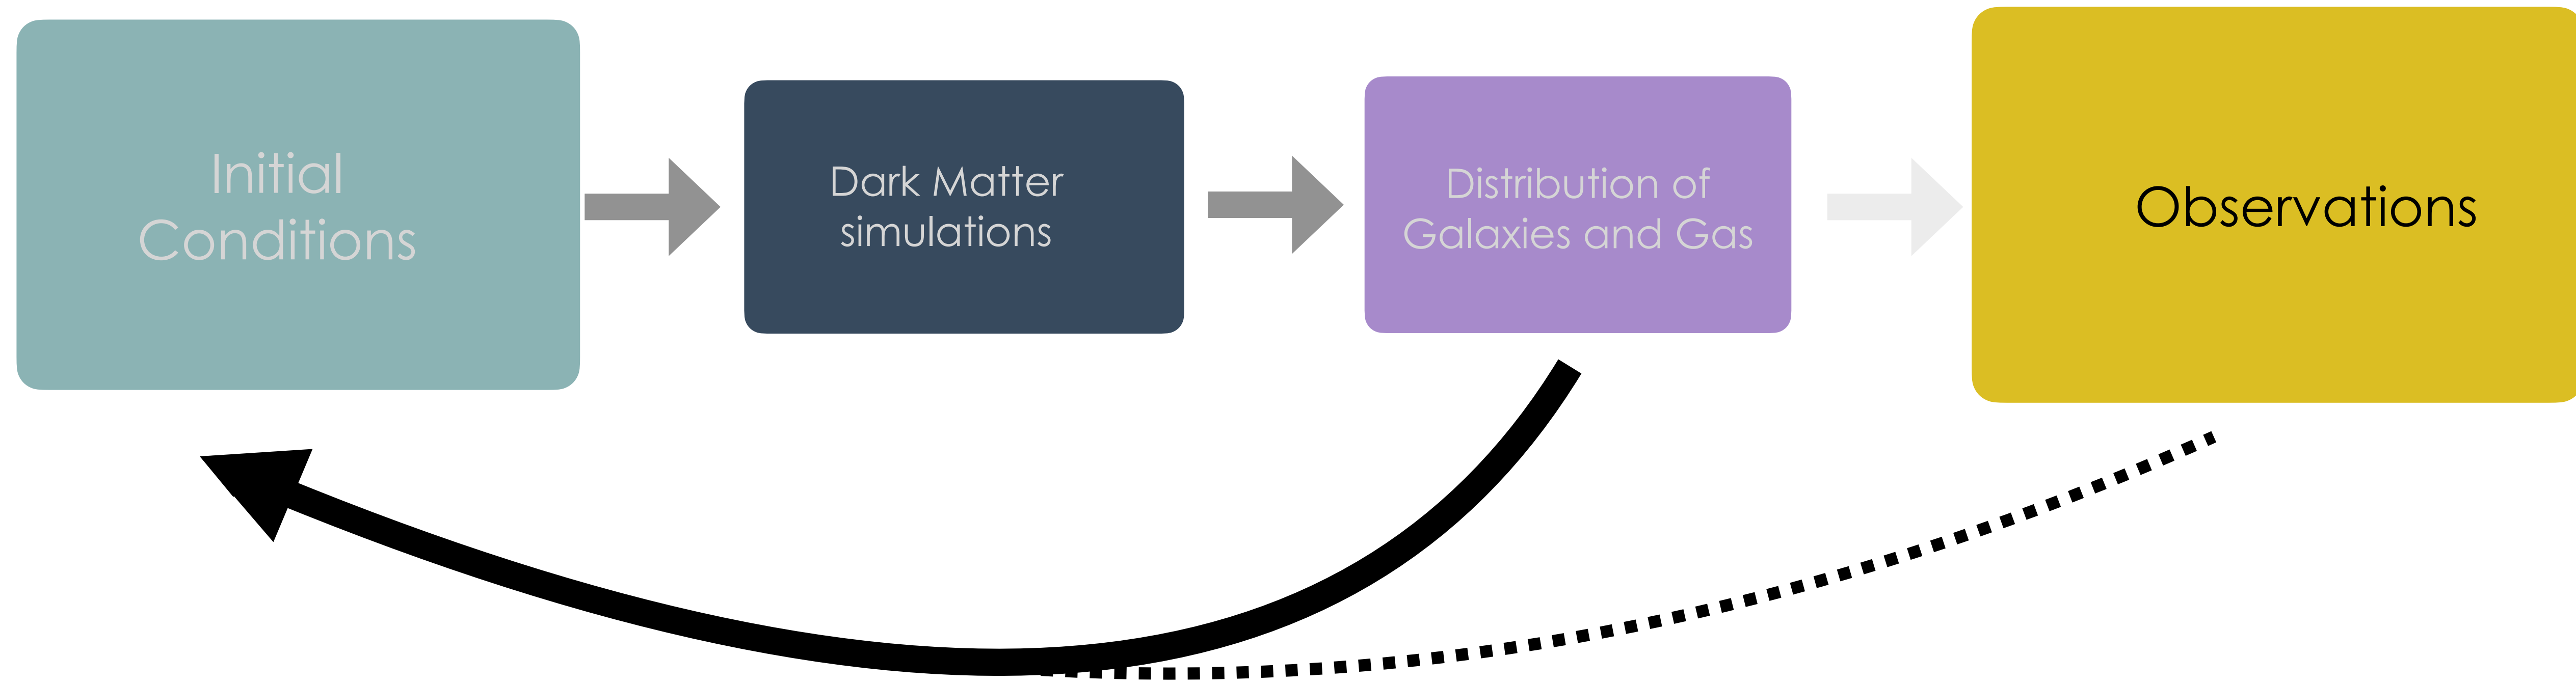 Initial
Conditions
Dark Matter
simulations
Distribution of
Galaxies and Gas
Observations